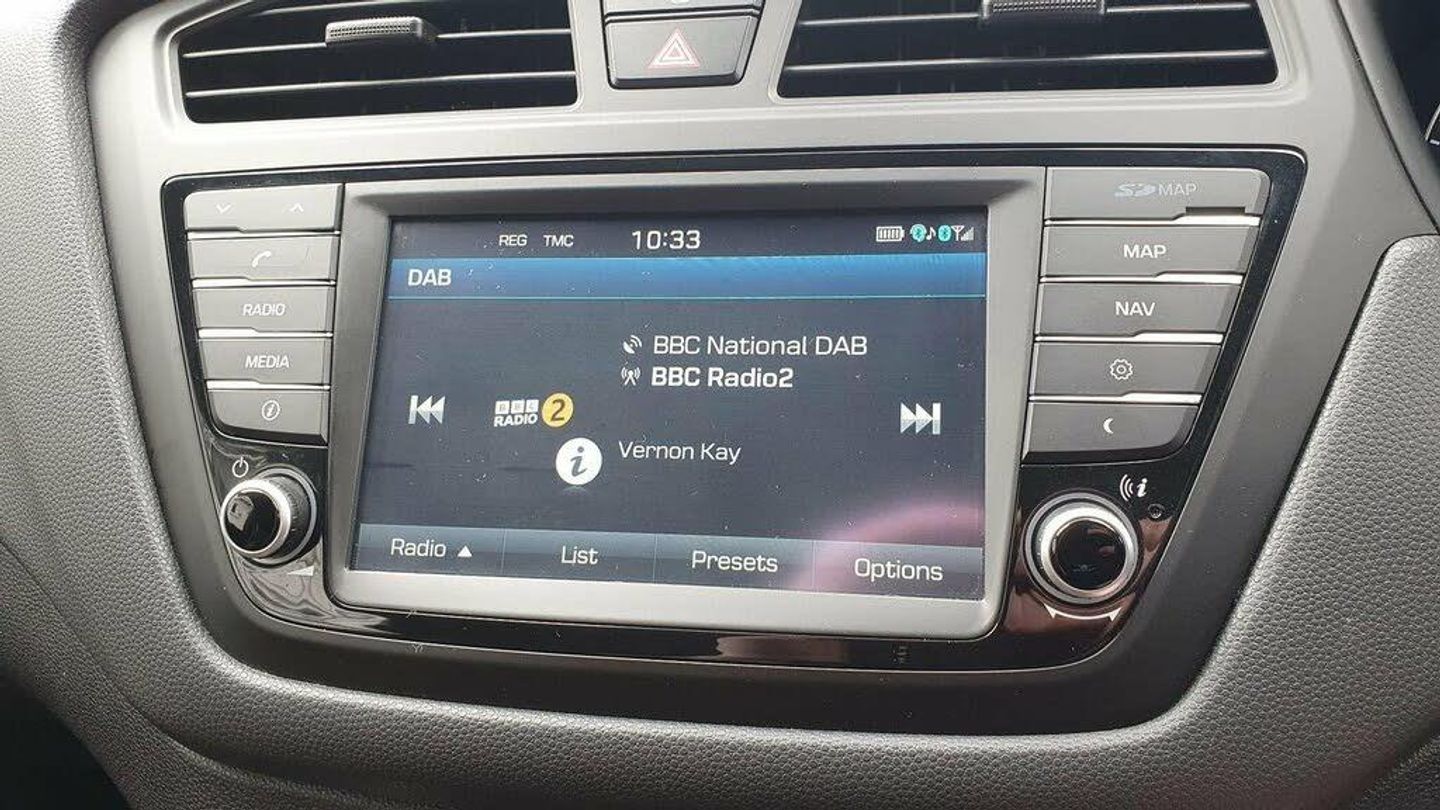 SD MAP
REG TMC 10:33
MAP
DAB
RADIO
NAV
BBC National DAB
MEDIA
BBC Radio2
BBC
RADIO 2
i
Vernon Kay
i
i
Radio ▲ List Presets Options